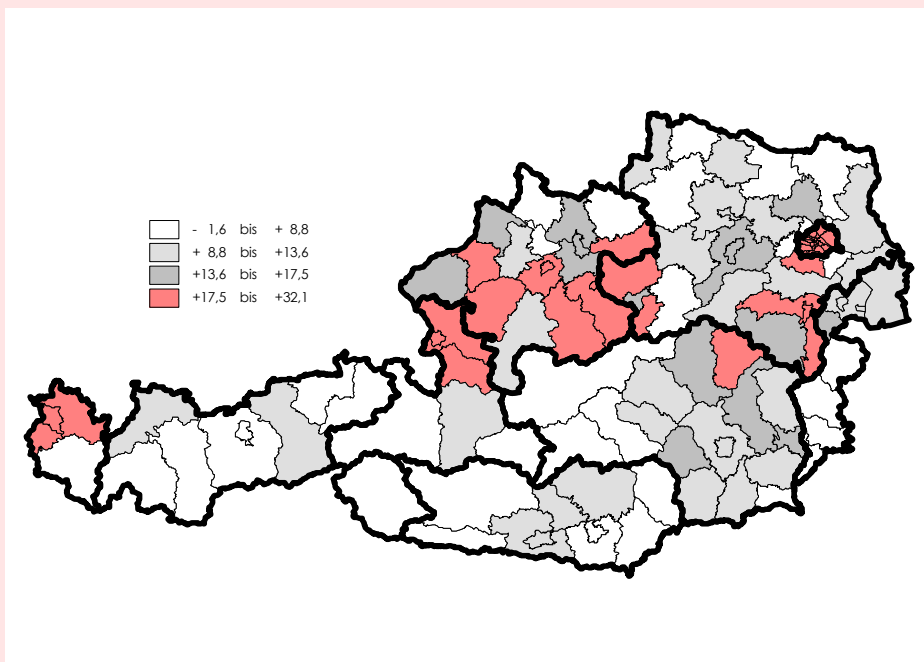 - 1,6 bis + 8,8
+ 8,8 bis +13,6
+13,6 bis +17,5
+17,5 bis +32,1